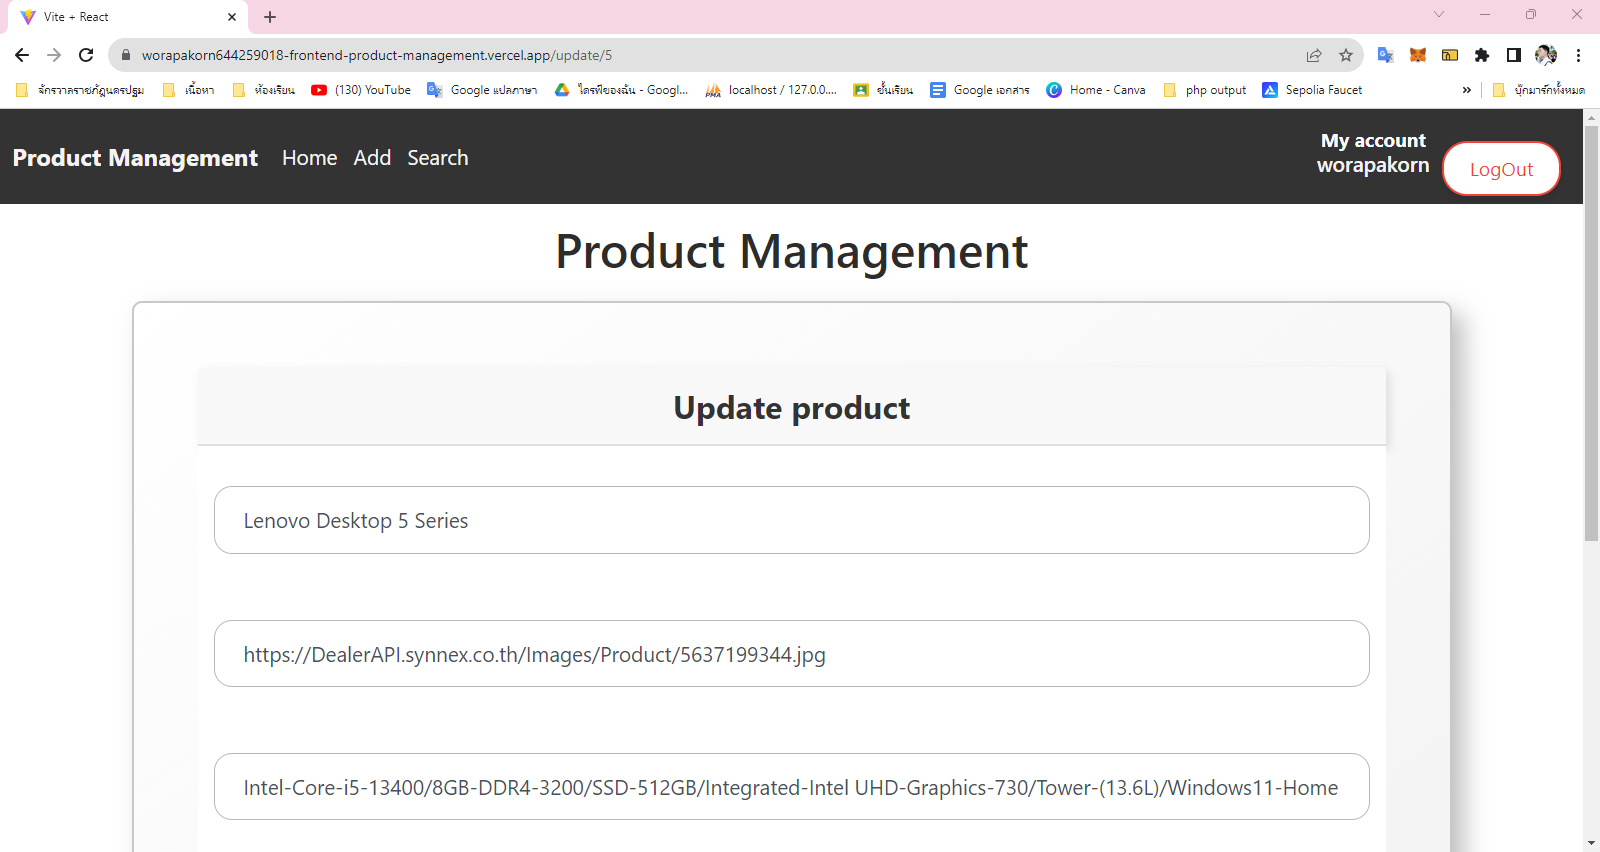 Vite + React
worapakorn644259018-frontend-product-management.vercel.app/update/5
จักรวาลราชภัฏนครปฐม เนื้อหา ห้องเรียน (130) YouTube Google แปลภาษา ไดรฟ์ของฉัน - Googl... localhost / 127.0.0.... ชั้นเรียน Google เอกสาร Home - Canva php output Sepolia Faucet » บุ๊กมาร์กทั้งหมด
Product Management Home Add Search
My account
worapakorn
LogOut
Product Management
Update product
Lenovo Desktop 5 Series
https://DealerAPI.synnex.co.th/Images/Product/5637199344.jpg
Intel-Core-i5-13400/8GB-DDR4-3200/SSD-512GB/Integrated-Intel UHD-Graphics-730/Tower-(13.6L)/Windows11-Home